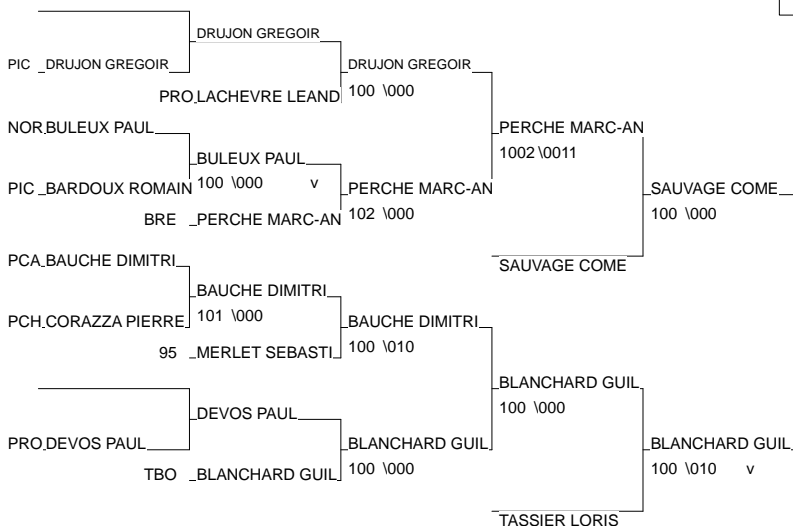 DRUJON GREGOIR
PIC DRUJON GREGOIR DRUJON GREGOIR
PRO LACHEVRE LEAND 100 \000
NOR BULEUX PAUL PERCHE MARC-AN
1002 \0011
BULEUX PAUL
PIC BARDOUX ROMAIN 100 \000 v PERCHE MARC-AN SAUVAGE COME
BRE PERCHE MARC-AN 102 \000 100 \000
PCA BAUCHE DIMITRI SAUVAGE COME
BAUCHE DIMITRI
PCH CORAZZA PIERRE 101 \000 BAUCHE DIMITRI
95 MERLET SEBASTI 100 \010
BLANCHARD GUIL
100 \000
DEVOS PAUL
PRO DEVOS PAUL BLANCHARD GUIL BLANCHARD GUIL
TBO BLANCHARD GUIL 100 \000 100 \010 v
TASSIER LORIS